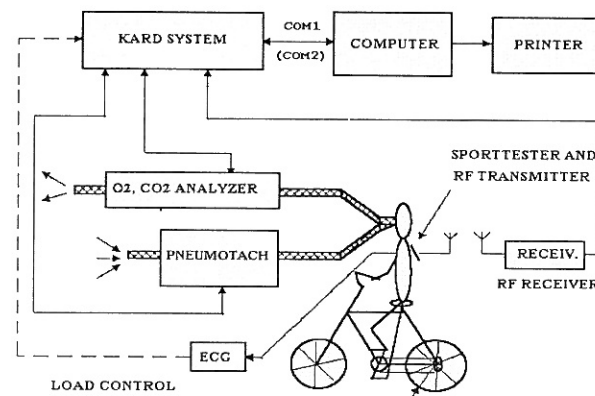 KARD SYSTEM
COM1
(COM2)
COMPUTER
PRINTER
SPORTTESTER AND
RF TRANSMITTER
O2, CO2 ANALYZER
PNEUMOTACH
RECEIV.
RF RECEIVER
ECG
LOAD CONTROL